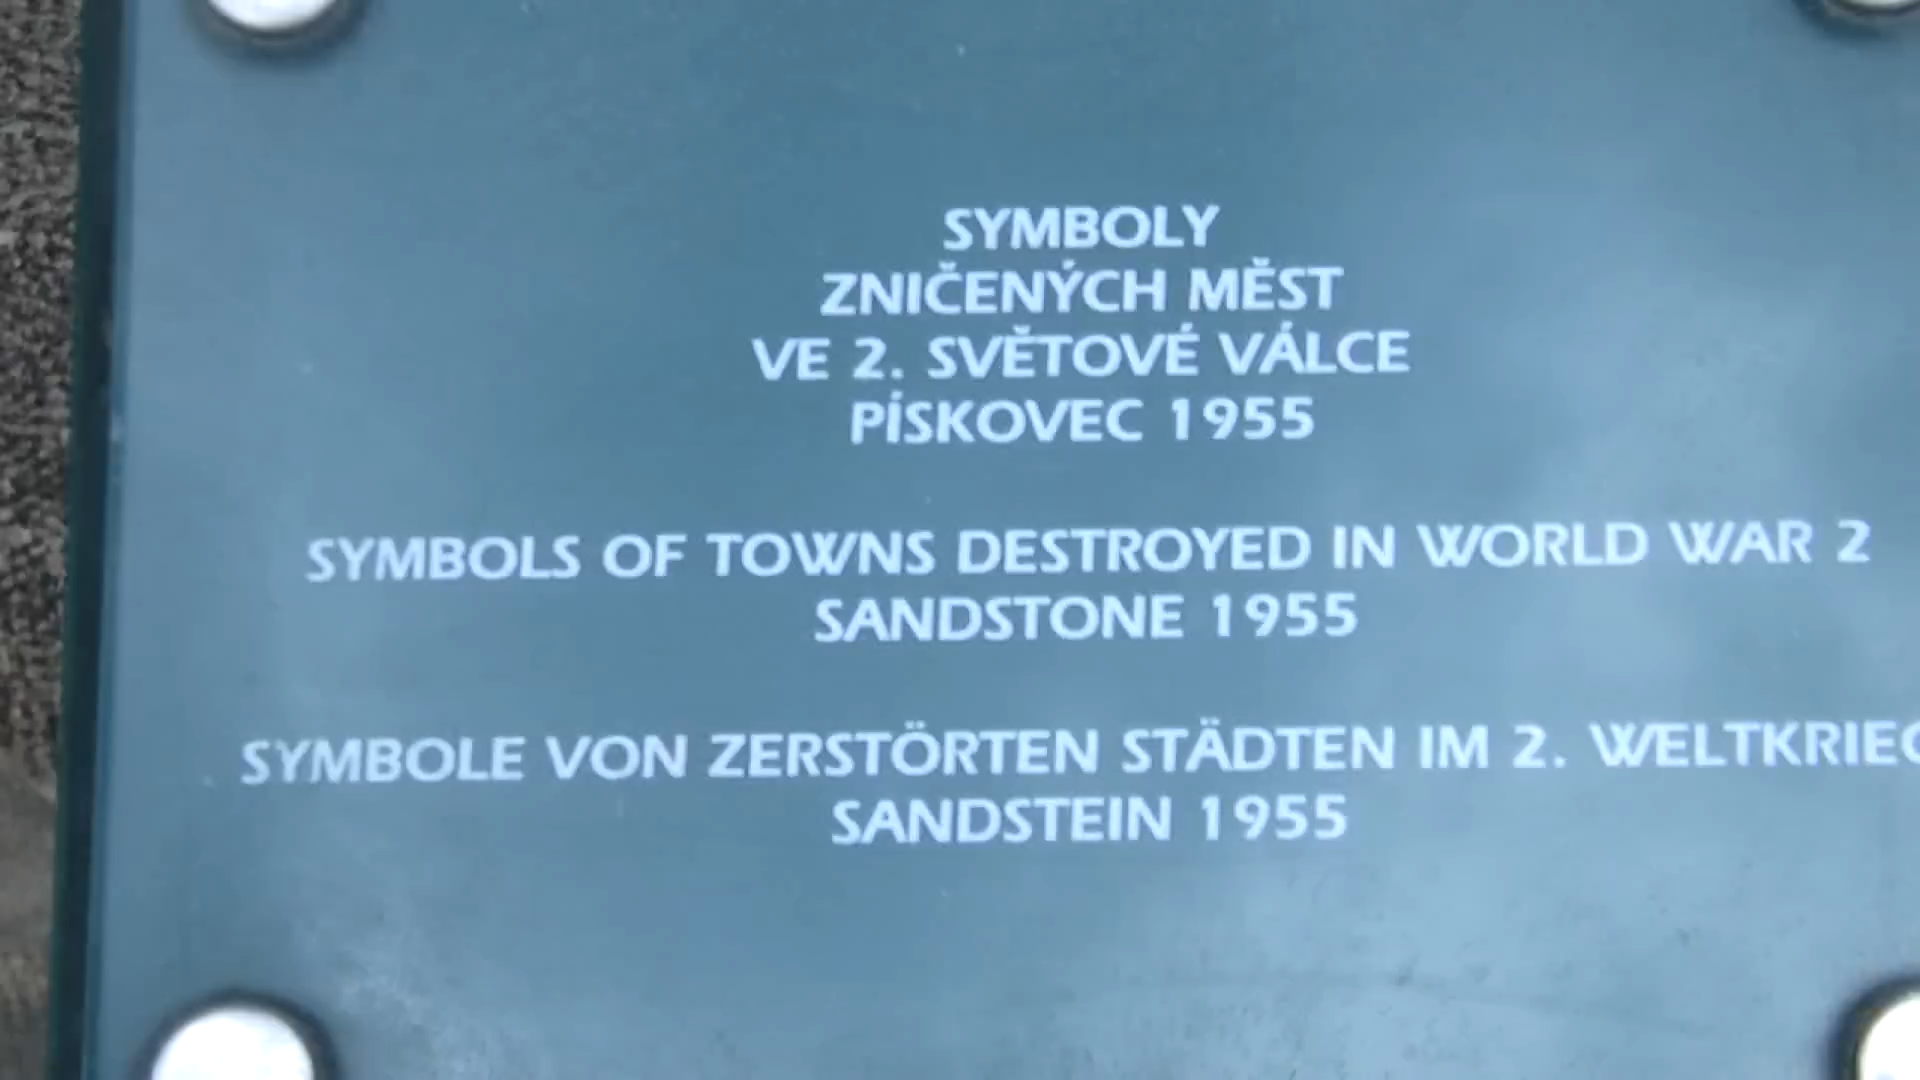 SYMBOLY
ZNIČENÝCH MĚST
VE 2. SVĚTOVÉ VÁLCE
PÍSKOVEC 1955
SYMBOLS OF TOWNS DESTROYED IN WORLD WAR 2
SANDSTONE 1955
SYMBOLE VON ZERSTÖRTEN STÄDTEN IM 2. WELTKRIEG
SANDSTEIN 1955